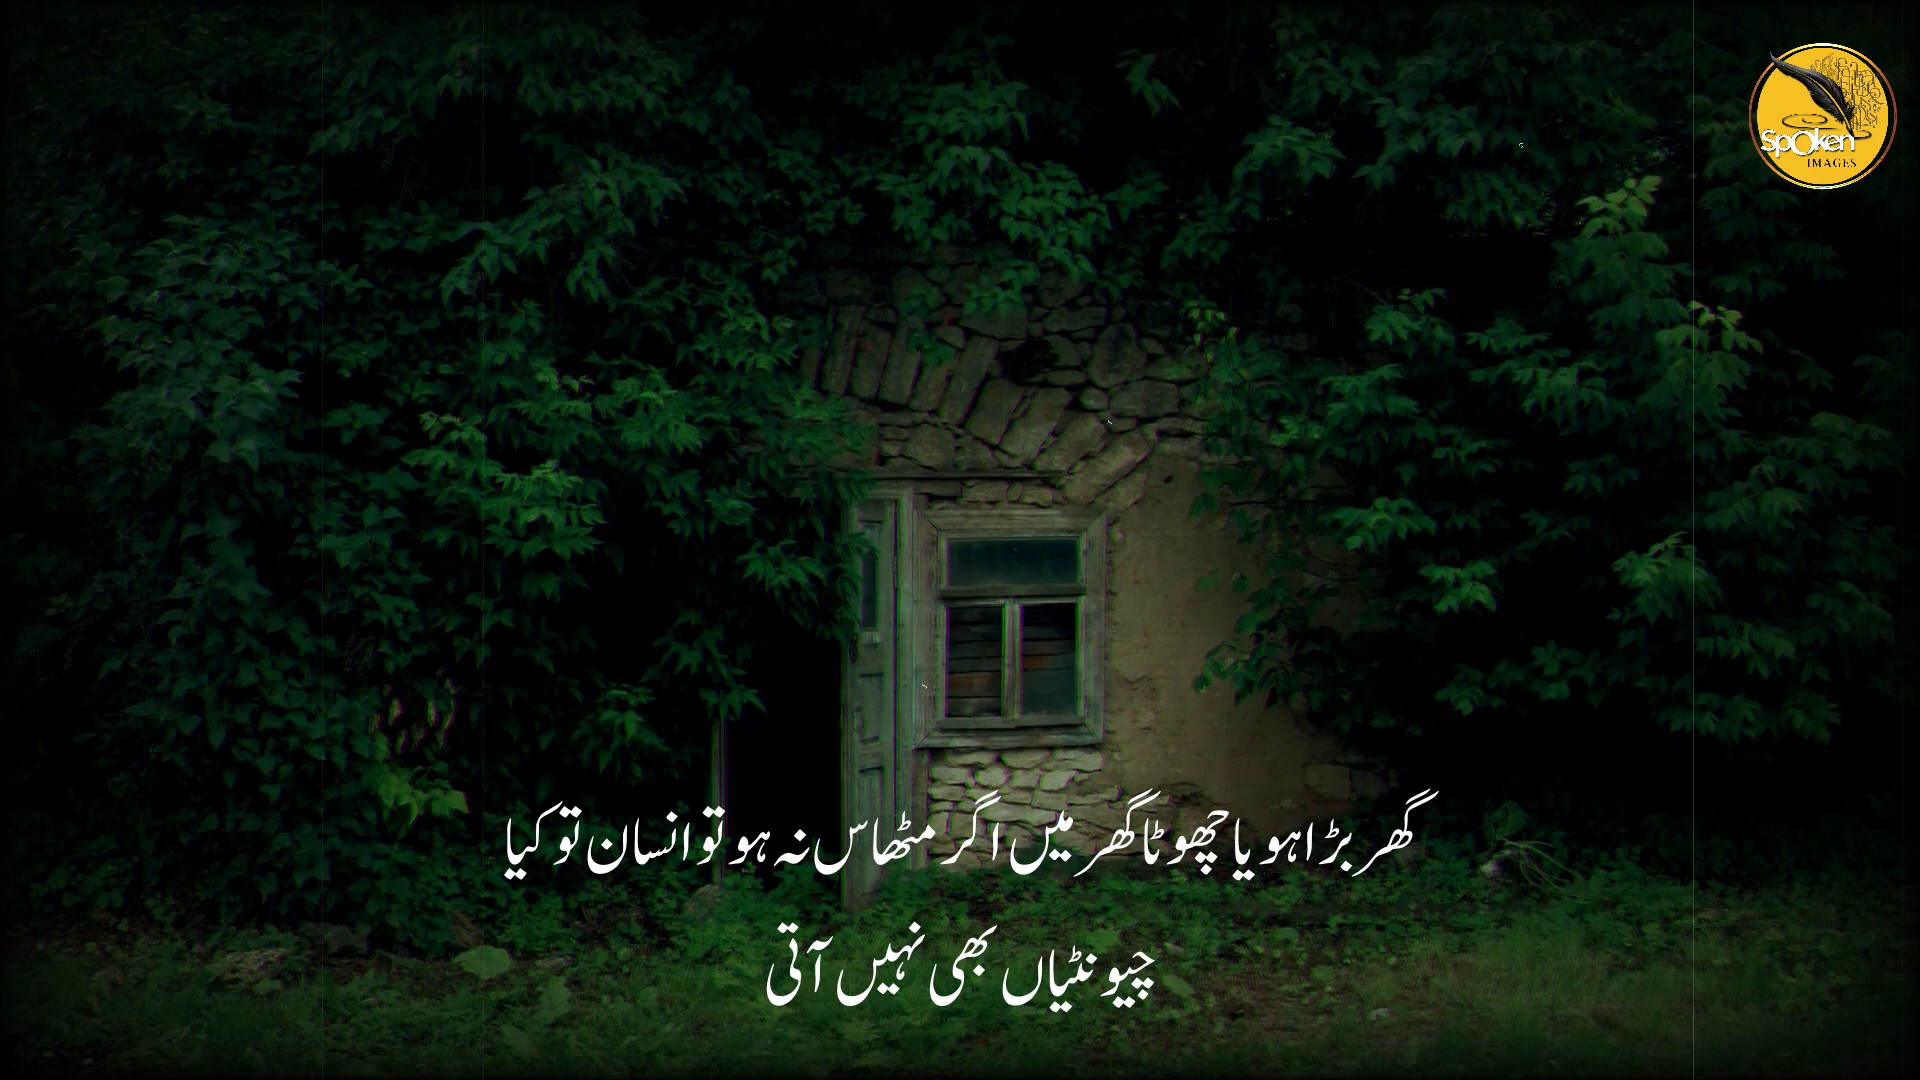 Spoken
IMAGES
گھر بڑا ہو یا چھوٹا گھر میں اگر مٹھاس نہ ہو تو انسان تو کیا
چیونٹیاں بھی نہیں آتی